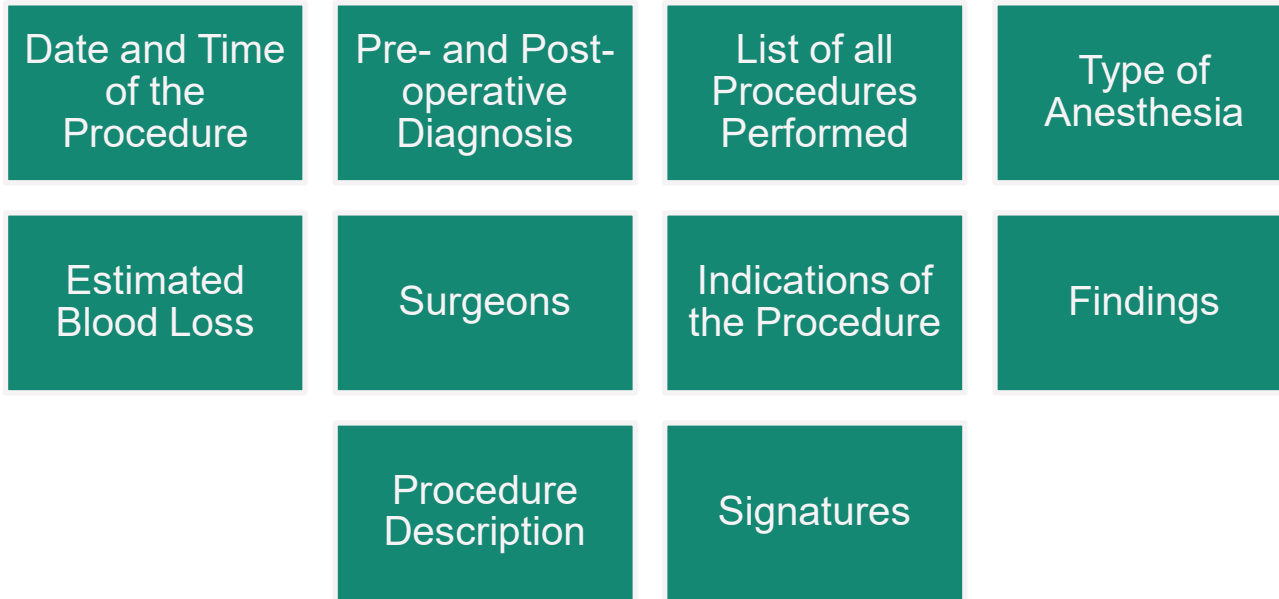 Date and Time
of the
Procedure
Pre- and Post-
operative
Diagnosis
List of all
Procedures
Performed
Type of
Anesthesia
Estimated
Blood Loss
Surgeons
Indications of
the Procedure
Findings
Procedure
Description
Signatures